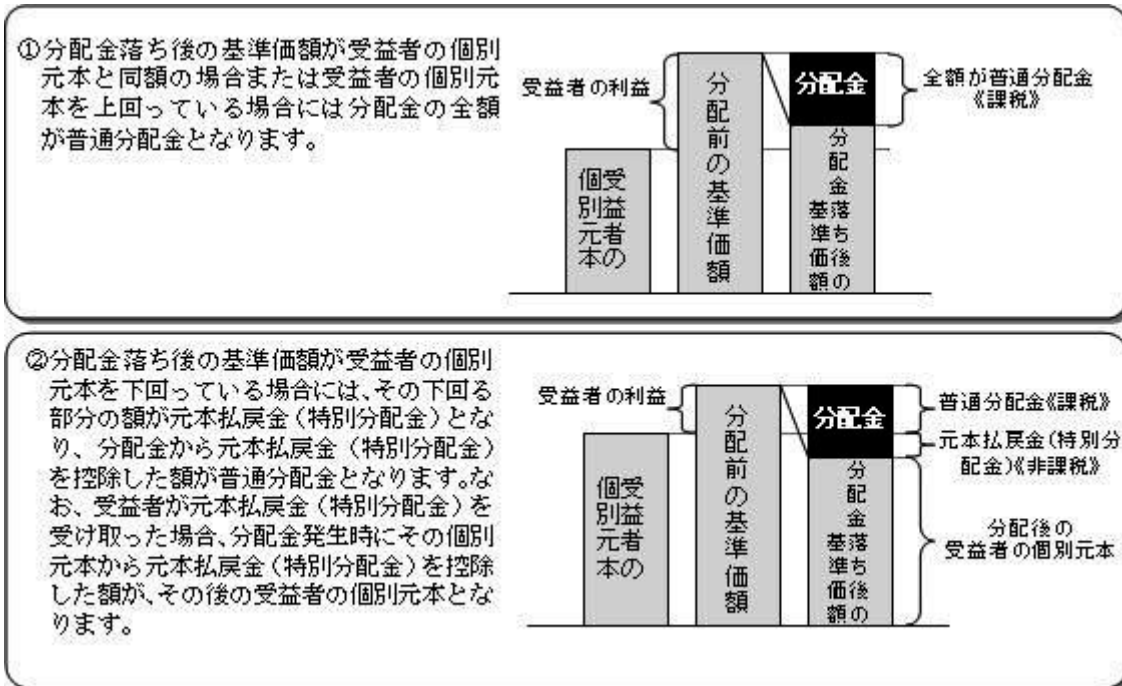 ①分配金落ち後の基準価額が受益者の個別
元本と同額の場合または受益者の個別元
本を上回っている場合には分配金の全額
が普通分配金となります。
受益者の利益
受益者の
個別元本
分配前の基準価額
分配金
分配金落ち後の
基準価額
全額が普通分配金
《課税》
②分配金落ち後の基準価額が受益者の個別
元本を下回っている場合には、その下回る
部分の額が元本払戻金(特別分配金)とな
り、分配金から元本払戻金(特別分配金)
を控除した額が普通分配金となります。な
お、受益者が元本払戻金(特別分配金)を
受け取った場合、分配金発生時にその個別
元本から元本払戻金(特別分配金)を控除
した額が、その後の受益者の個別元本とな
ります。
受益者の利益
受益者の
個別元本
分配前の基準価額
分配金
分配金落ち後の
基準価額
普通分配金《課税》
元本払戻金(特別分
配金)《非課税》
分配後の
受益者の個別元本